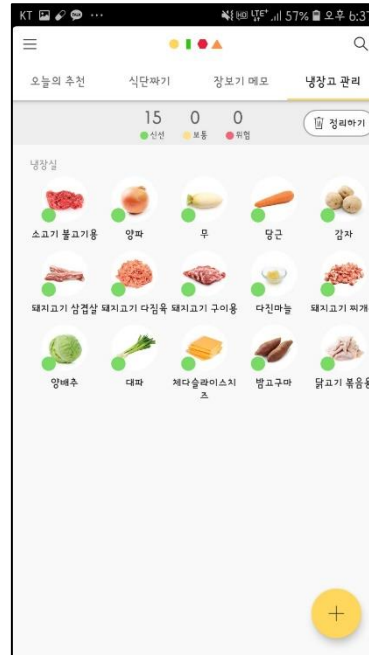 KT ... HD LTE+ 57% 오후 6:37
오늘의 추천 식단짜기 장보기 메모 냉장고 관리
15 0 0 정리하기
신선 보통 위험
냉장실
소고기 불고기용 양파 무 당근 감자
돼지고기 삼겹살 돼지고기 다짐육 돼지고기 구이용 다진마늘 돼지고기 찌개
양배추 대파 체다슬라이스치즈 밤고구마 닭고기 볶음용
+